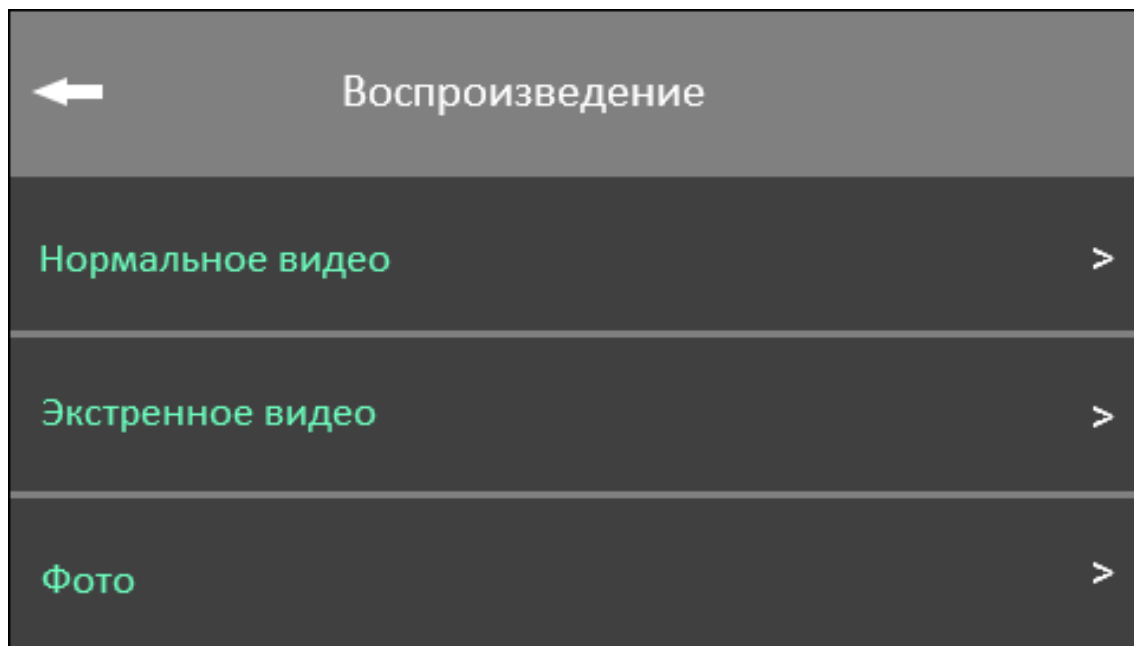 Воспроизведение
Нормальное видео >
Экстренное видео >
Фото >